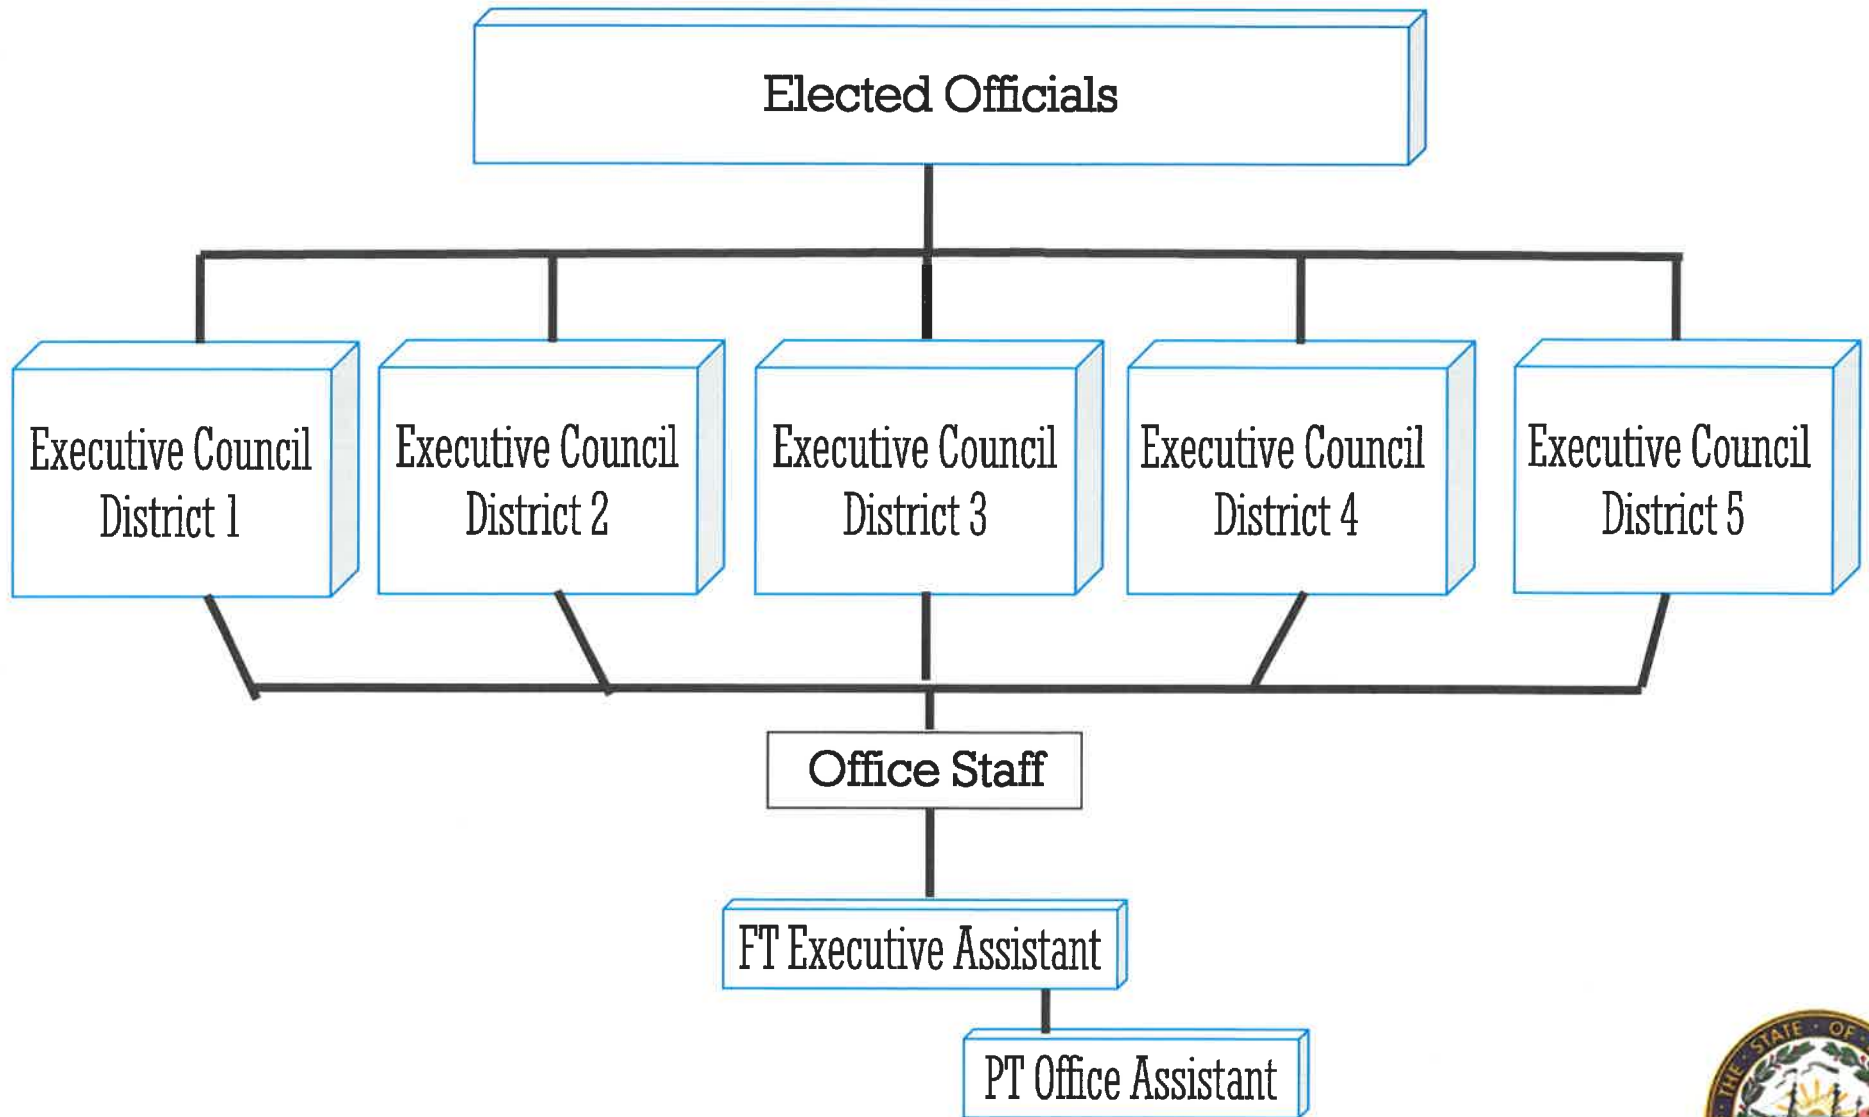 Elected Officials
Executive Council
District 1
Executive Council
District 2
Executive Council
District 3
Executive Council
District 4
Executive Council
District 5
Office Staff
FT Executive Assistant
PT Office Assistant
THE · STATE · OF